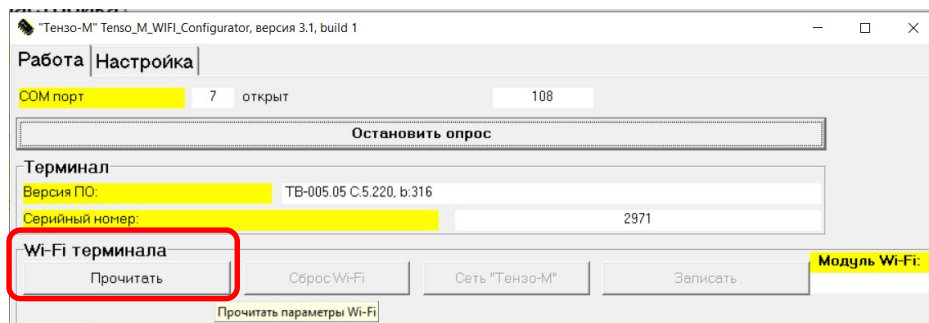 "Тензо-М" Tenso_M_WIFI_Configurator, версия 3.1, build 1
Работа Настройка
COM порт 7 открыт 108
Остановить опрос
Терминал
Версия ПО: ТВ-005.05 С.5.220, b:316
Серийный номер: 2971
Wi-Fi терминала
Модуль Wi-Fi:
Прочитать Сброс Wi-Fi Сеть "Тензо-М" Записать
Прочитать параметры Wi-Fi